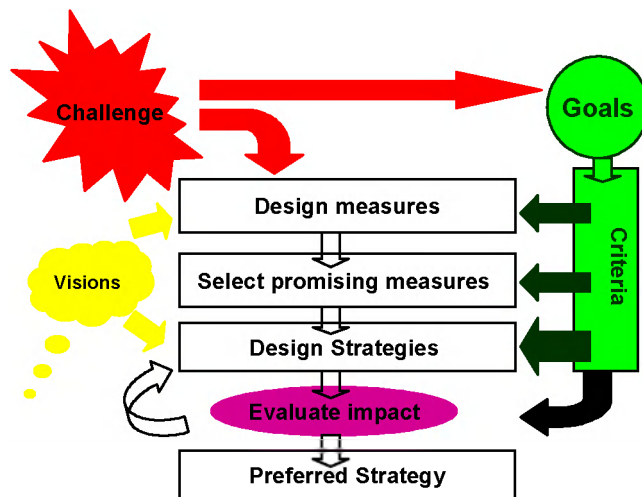 Challenge
Goals
Design measures
Criteria
Visions
Select promising measures
Design Strategies
Evaluate impact
Preferred Strategy